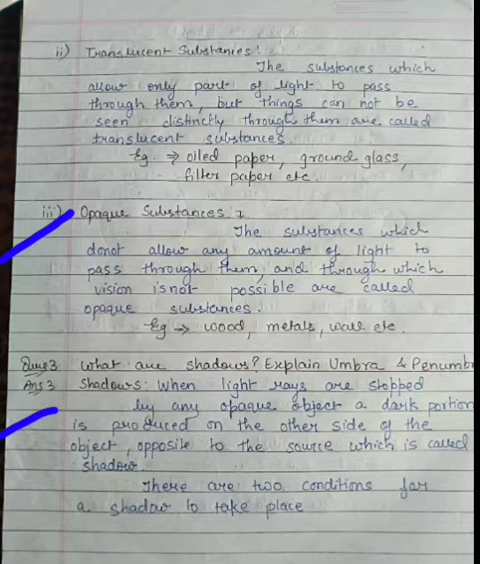 ii) Translucent Substances:
The substances which
allow only part of light to pass
through them, but things can not be
seen distinctly through them are called
translucent substances.
Eg → oiled paper, ground glass,
filter paper etc.
iii) Opaque Substances :
The substances which
donot allow any amount of light to
pass through them, and through which
vision is not possible are called
opaque substances.
Eg → wood, metals, wall etc.
Que 3 What are shadows? Explain Umbra & Penumb
Ans 3 Shadows: When light rays are stopped
by any opaque object a dark portion
is produced on the other side of the
object, opposite to the source which is called
shadow.
There are two conditions for
a shadow to take place